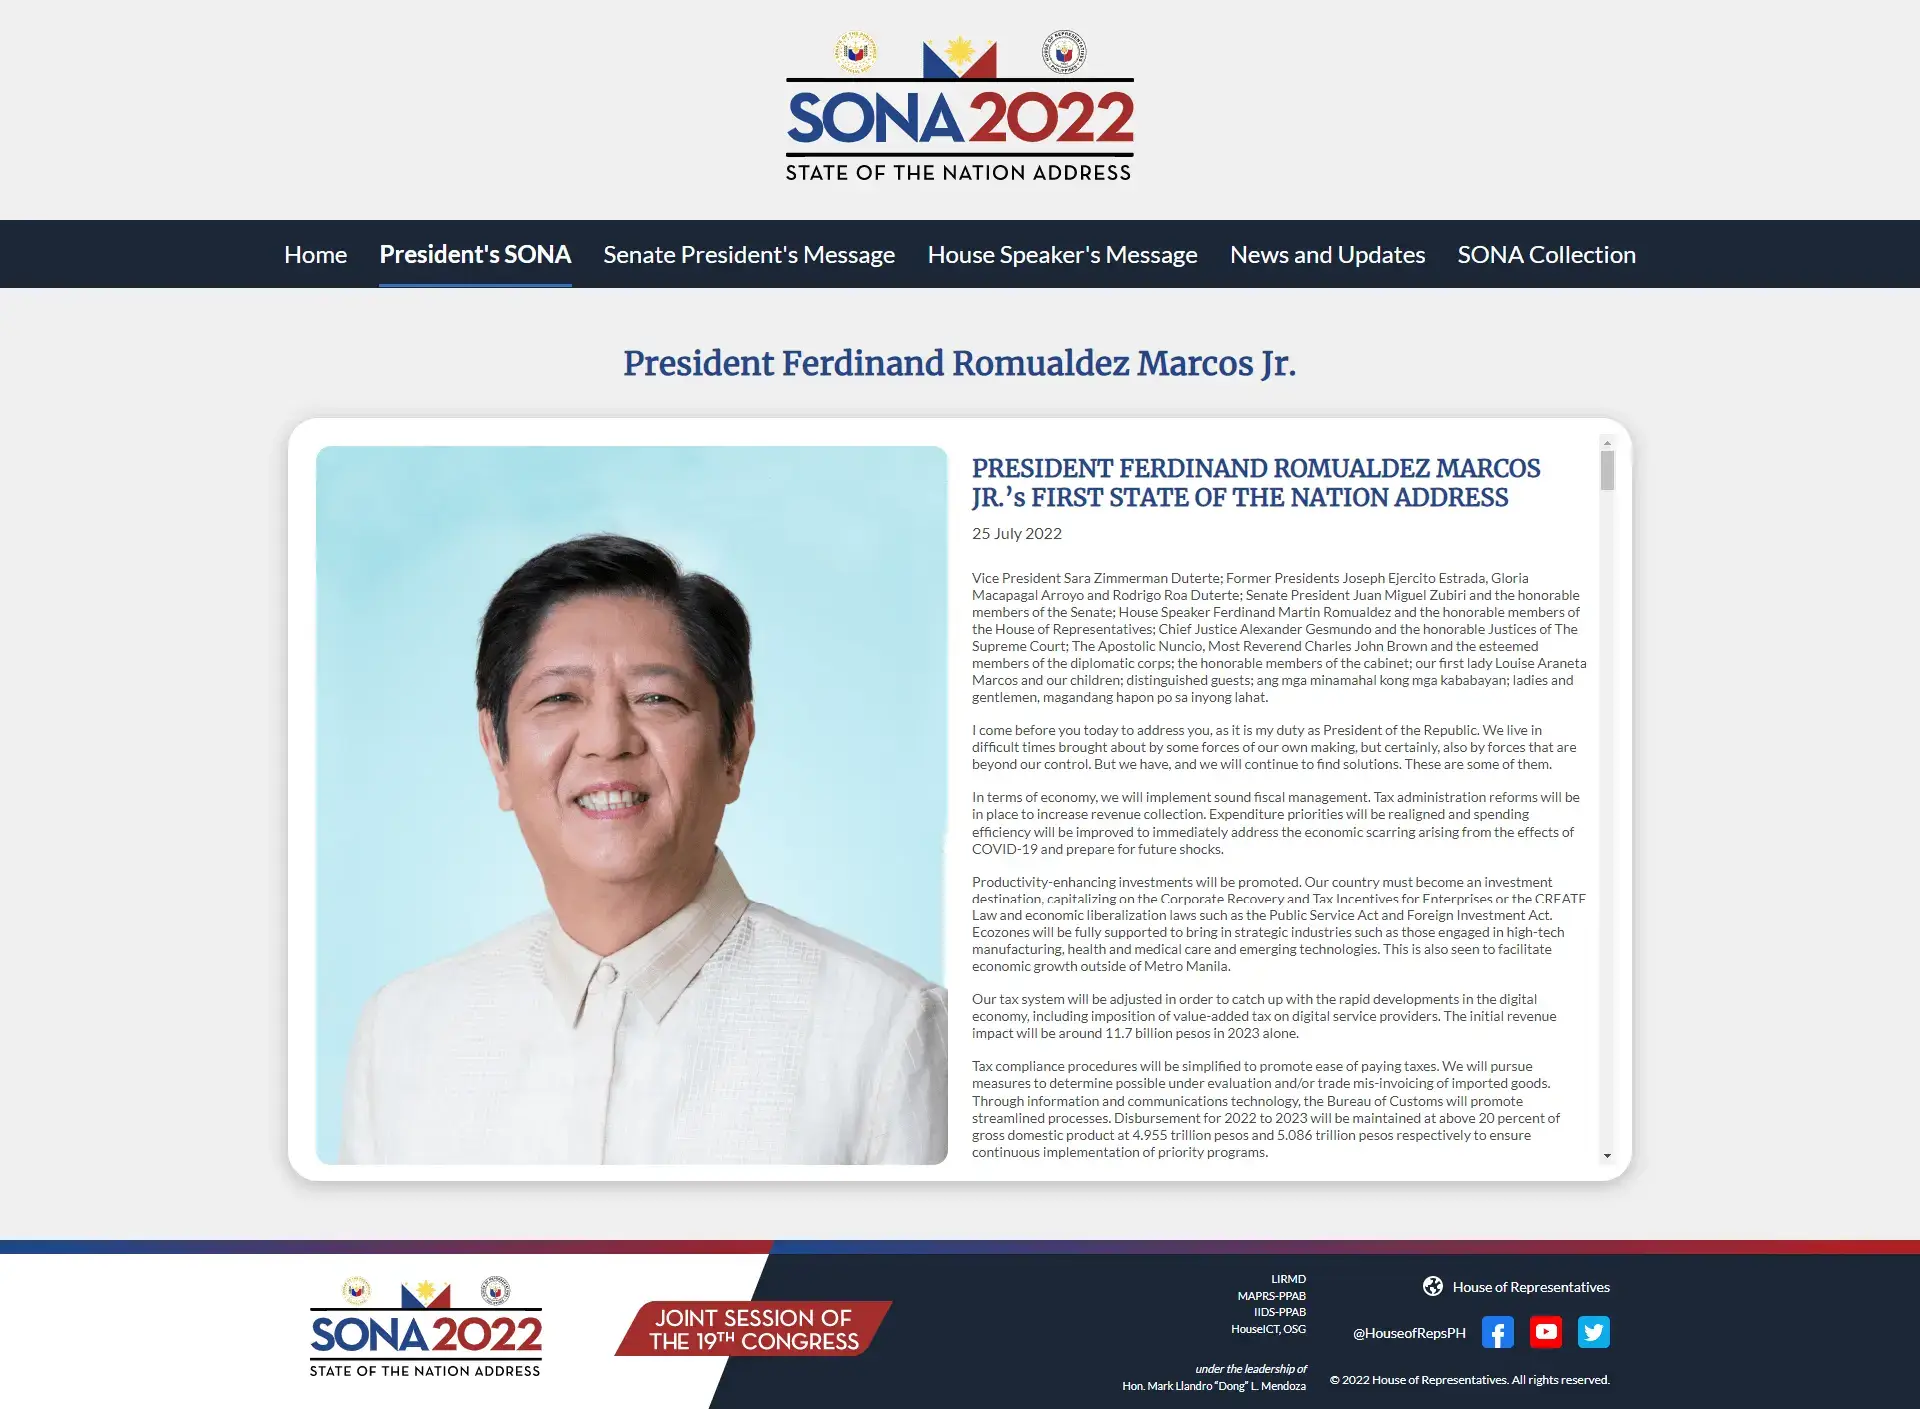 SONA 2022
STATE OF THE NATION ADDRESS
Home President's SONA Senate President's Message House Speaker's Message News and Updates SONA Collection
President Ferdinand Romualdez Marcos Jr.
PRESIDENT FERDINAND ROMUALDEZ MARCOS
JR.’s FIRST STATE OF THE NATION ADDRESS
25 July 2022
Vice President Sara Zimmerman Duterte; Former Presidents Joseph Ejercito Estrada, Gloria
Macapagal Arroyo and Rodrigo Roa Duterte; Senate President Juan Miguel Zubiri and the honorable
members of the Senate; House Speaker Ferdinand Martin Romualdez and the honorable members of
the House of Representatives; Chief Justice Alexander Gesmundo and the honorable Justices of The
Supreme Court; The Apostolic Nuncio, Most Reverend Charles John Brown and the esteemed
members of the diplomatic corps; the honorable members of the cabinet; our first lady Louise Araneta
Marcos and our children; distinguished guests; ang mga minamahal kong mga kababayan; ladies and
gentlemen, magandang hapon po sa inyong lahat.
I come before you today to address you, as it is my duty as President of the Republic. We live in
difficult times brought about by some forces of our own making, but certainly, also by forces that are
beyond our control. But we have, and we will continue to find solutions. These are some of them.
In terms of economy, we will implement sound fiscal management. Tax administration reforms will be
in place to increase revenue collection. Expenditure priorities will be realigned and spending
efficiency will be improved to immediately address the economic scarring arising from the effects of
COVID-19 and prepare for future shocks.
Productivity-enhancing investments will be promoted. Our country must become an investment
destination, capitalizing on the Corporate Recovery and Tax Incentives for Enterprises or the CREATE
Law and economic liberalization laws such as the Public Service Act and Foreign Investment Act.
Ecozones will be fully supported to bring in strategic industries such as those engaged in high-tech
manufacturing, health and medical care and emerging technologies. This is also seen to facilitate
economic growth outside of Metro Manila.
Our tax system will be adjusted in order to catch up with the rapid developments in the digital
economy, including imposition of value-added tax on digital service providers. The initial revenue
impact will be around 11.7 billion pesos in 2023 alone.
Tax compliance procedures will be simplified to promote ease of paying taxes. We will pursue
measures to determine possible under evaluation and/or trade mis-invoicing of imported goods.
Through information and communications technology, the Bureau of Customs will promote
streamlined processes. Disbursement for 2022 to 2023 will be maintained at above 20 percent of
gross domestic product at 4.955 trillion pesos and 5.086 trillion pesos respectively to ensure
continuous implementation of priority programs.
SONA 2022
STATE OF THE NATION ADDRESS
JOINT SESSION OF
THE 19TH CONGRESS
LIRMD
MAPRS-PPAB
IIDS-PPAB
HouseICT, OSG
under the leadership of
Hon. Mark Llandro “Dong” L. Mendoza
House of Representatives
@HouseofRepsPH
© 2022 House of Representatives. All rights reserved.